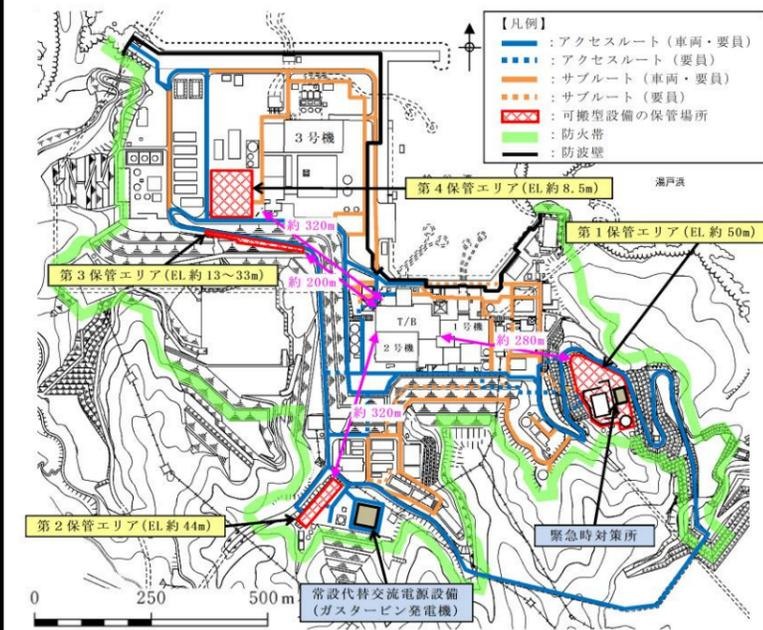 【凡例】
：アクセスルート（車両・要員）
：アクセスルート（要員）
：サブルート（車両・要員）
：サブルート（要員）
：可搬型設備の保管場所
：防火帯
：防波壁
3号機
湯戸浜
第4保管エリア(EL約8.5m)
第1保管エリア(EL約50m)
約320m
第3保管エリア(EL約13～33m)
約200m
T/B
1号機
2号機
約280m
約320m
第2保管エリア(EL約44m)
緊急時対策所
常設代替交流電源設備
(ガスタービン発電機)
0 250 500 m